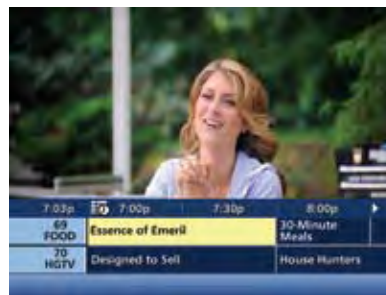 7:03p 7:00p 7:30p 8:00p
69 FOOD Essence of Emeril 30-Minute Meals
70 HGTV Designed to Sell House Hunters